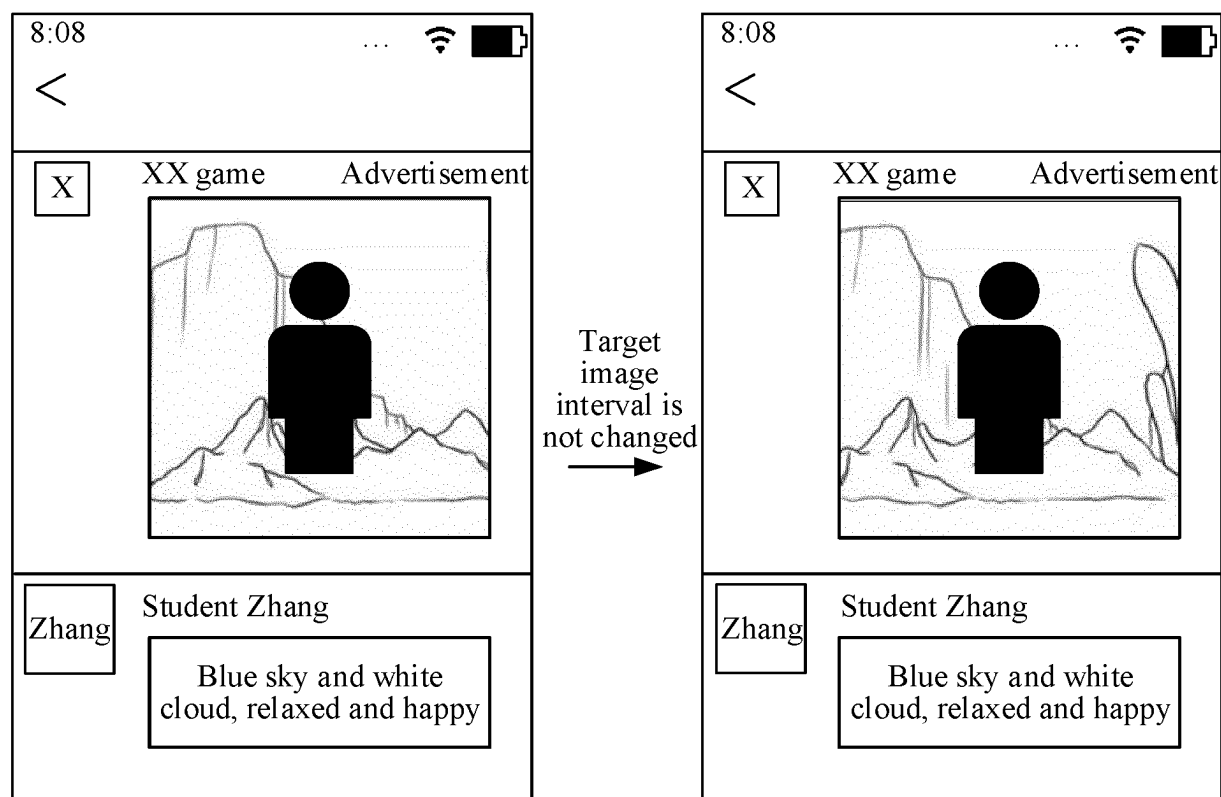 8:08 ...
<
X XX game Advertisement
Zhang Student Zhang
Blue sky and white
cloud, relaxed and happy
Target
image
interval is
not changed
8:08 ...
<
X XX game Advertisement
Zhang Student Zhang
Blue sky and white
cloud, relaxed and happy